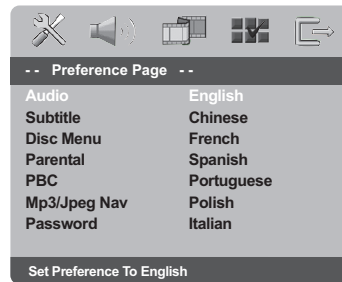 - - Preference Page - -
Audio English
Subtitle Chinese
Disc Menu French
Parental Spanish
PBC Portuguese
Mp3/Jpeg Nav Polish
Password Italian
Set Preference To English